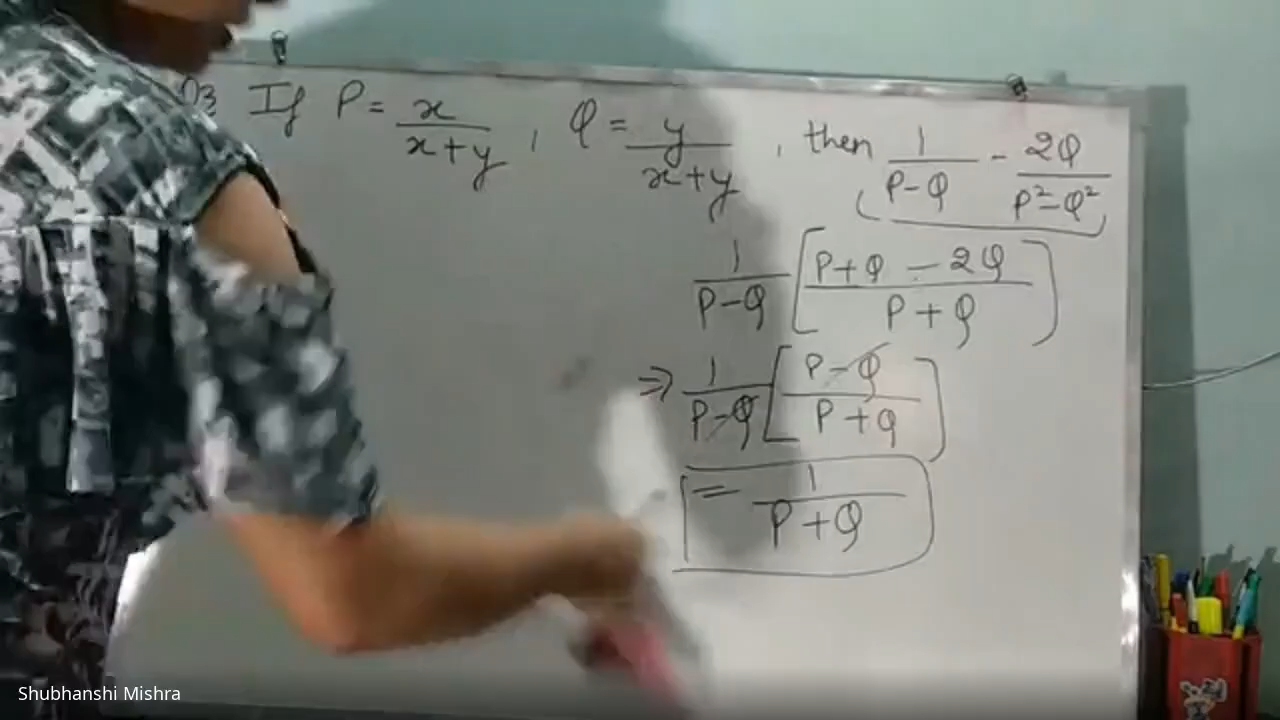 Q3 If P = x/(x+y), Q = y/(x+y), then 1/(P-Q) - 2Q/(P²-Q²)
1/(P-Q) [(P+Q-2Q)/(P+Q)]
⇒ 1/(P-Q) [(P-Q)/(P+Q)]
= 1/(P+Q)
Shubhanshi Mishra